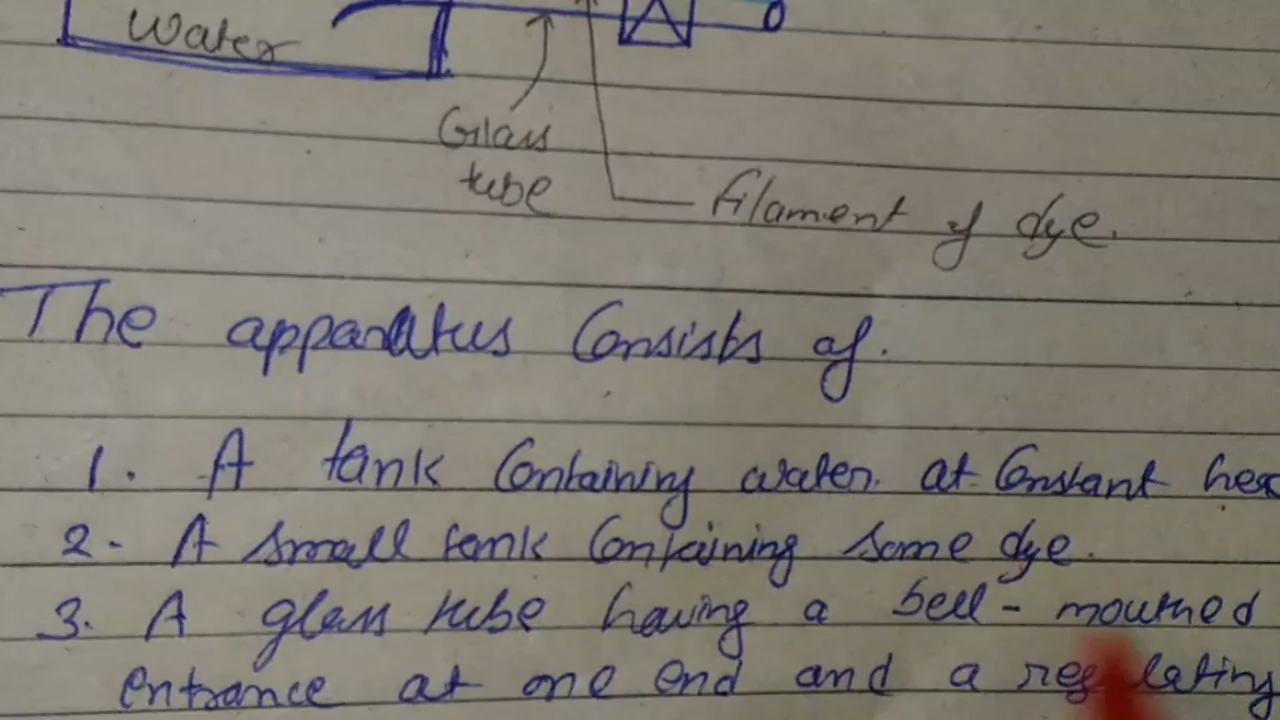 Water
Glass
tube
filament of dye.
The apparatus Consists of.
1. A tank Containing water. at Constant hea
2. A small tank Containing some dye.
3. A glass tube having a bell-mouthed
entrance at one end and a regulating